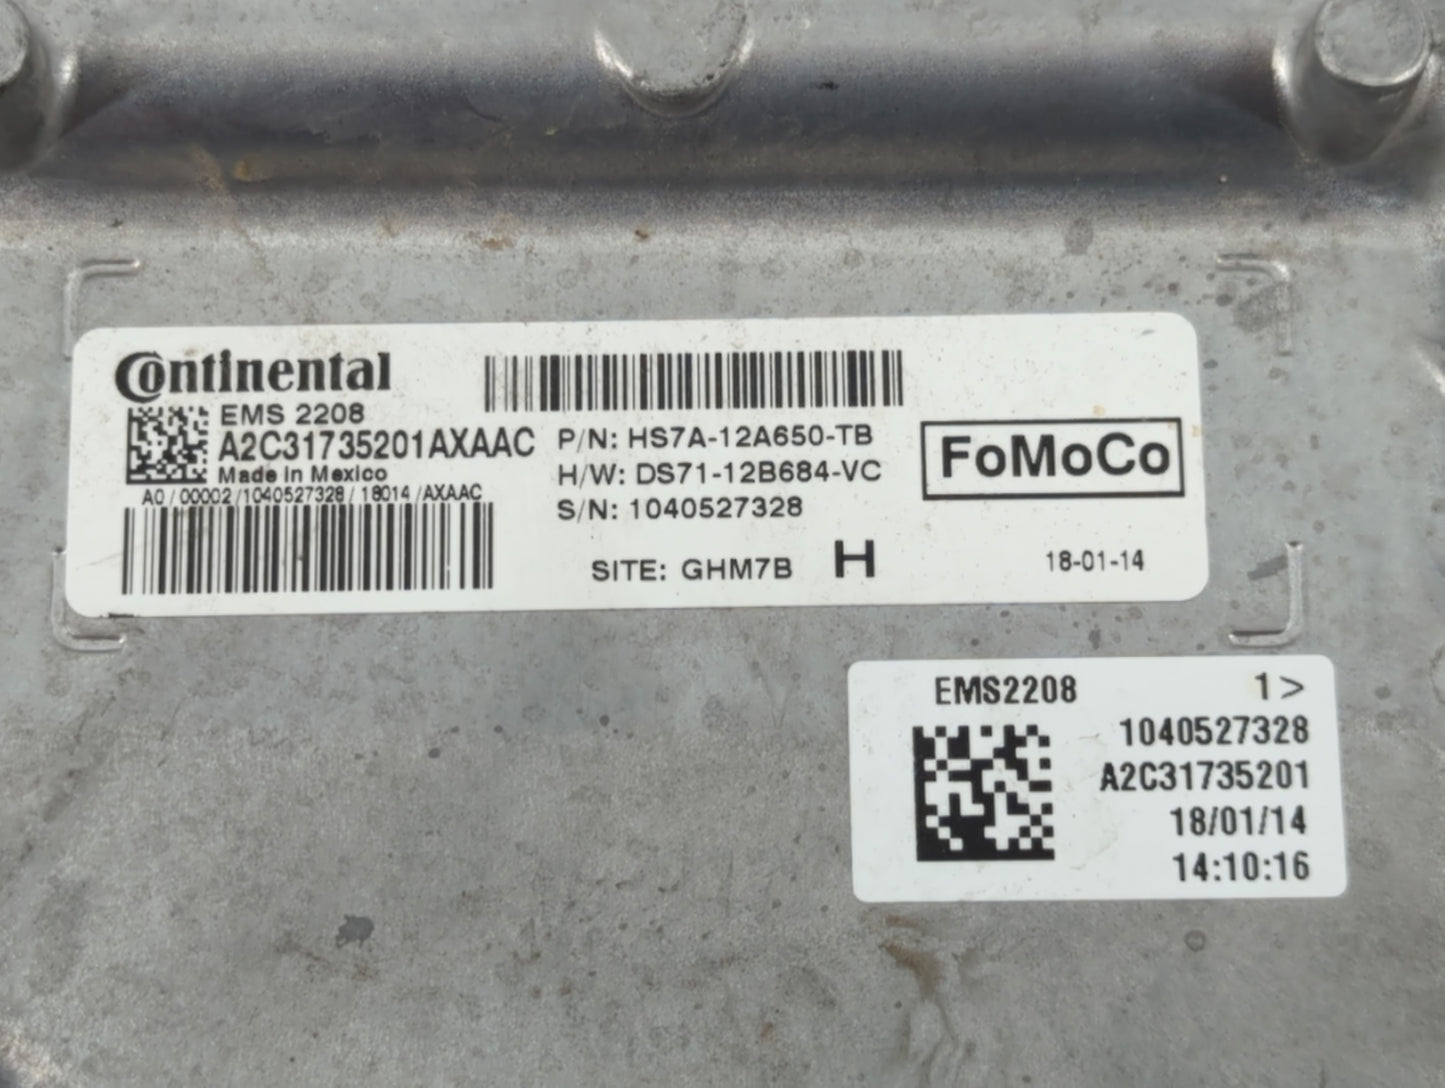 Continental
EMS 2208
A2C31735201AXAAC
Made in Mexico
A0/00002/1040527328/18014/AXAAC
P/N: HS7A-12A650-TB
H/W: DS71-12B684-VC
S/N: 1040527328
SITE: GHM7B H
FoMoCo
18-01-14
EMS2208 1>
1040527328
A2C31735201
18/01/14
14:10:16